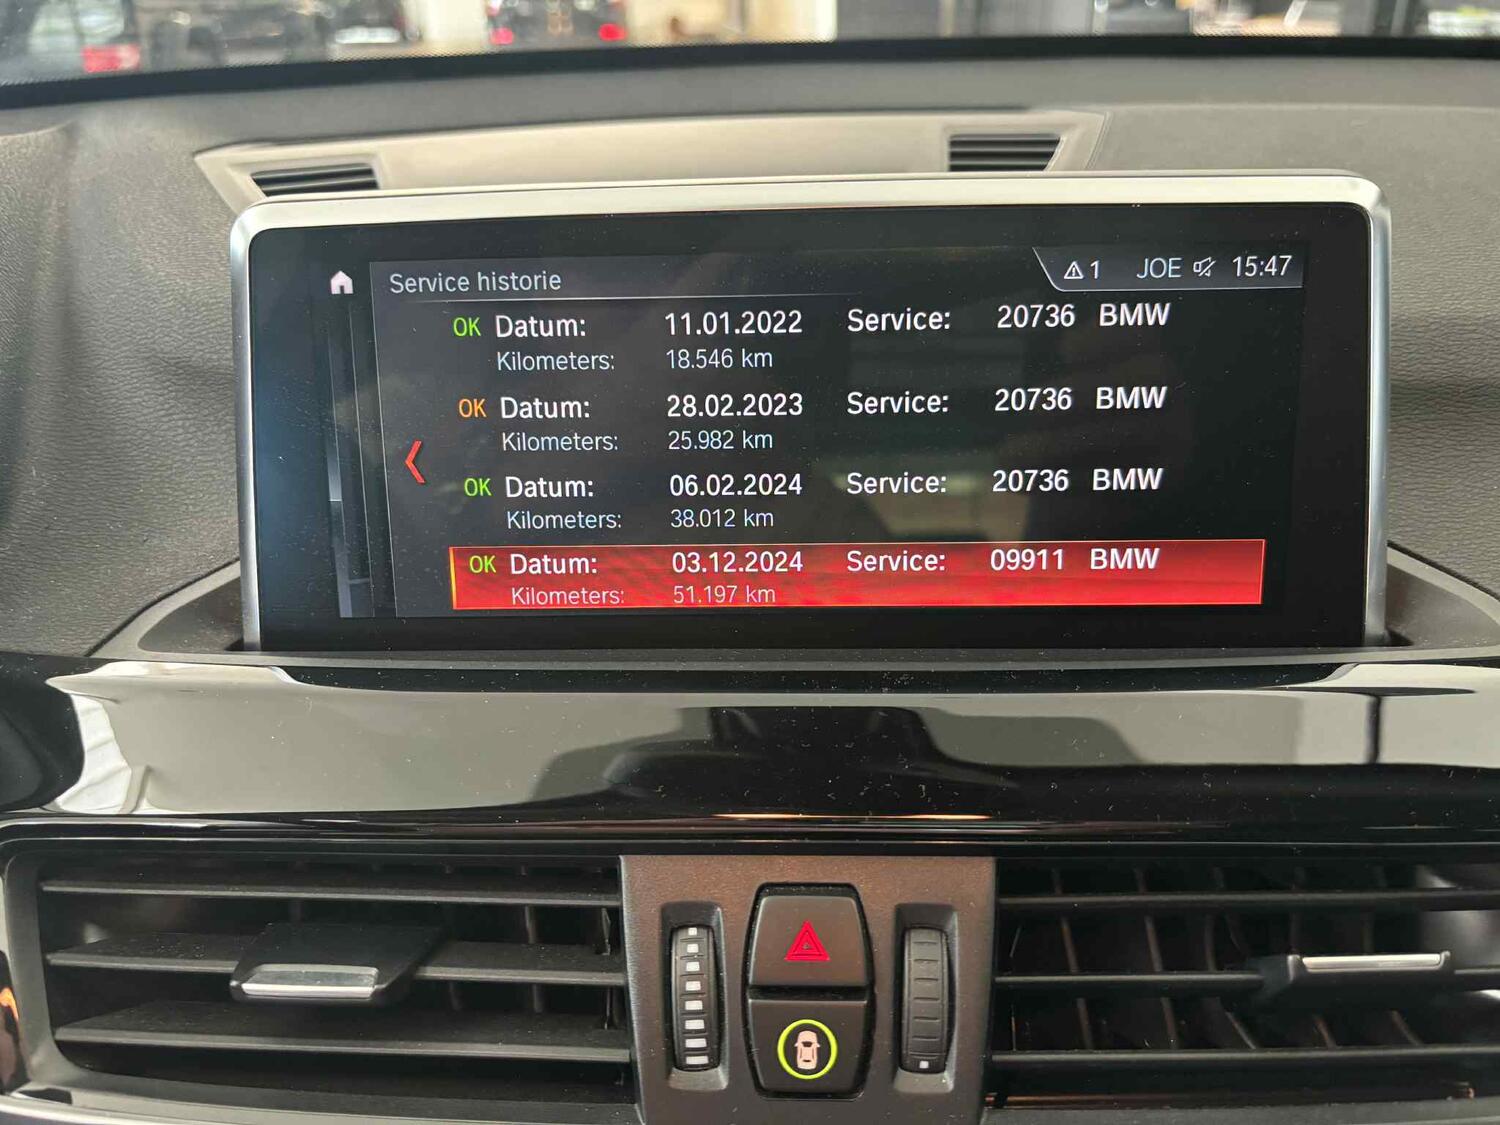 Service historie
1 JOE 15:47
OK Datum: 11.01.2022 Service: 20736 BMW
Kilometers: 18.546 km
OK Datum: 28.02.2023 Service: 20736 BMW
Kilometers: 25.982 km
OK Datum: 06.02.2024 Service: 20736 BMW
Kilometers: 38.012 km
OK Datum: 03.12.2024 Service: 09911 BMW
Kilometers: 51.197 km